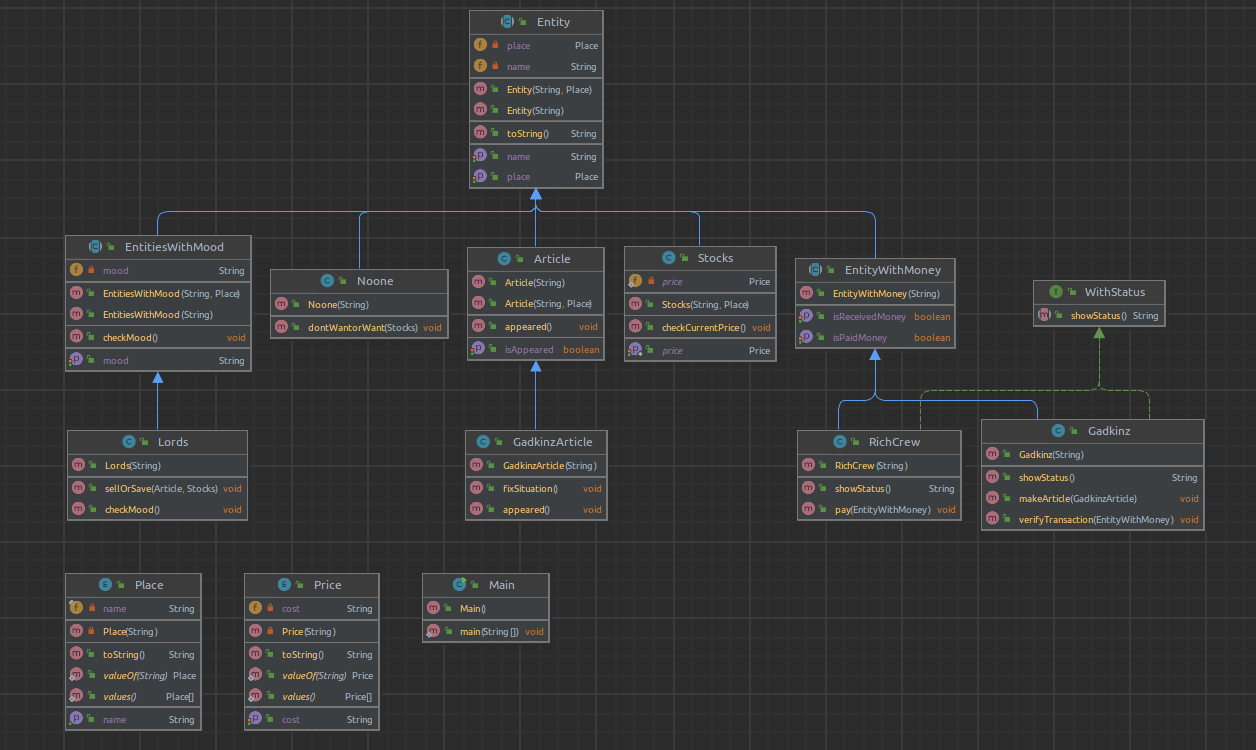 Entity
place Place
name String
Entity(String, Place)
Entity(String)
toString() String
name String
place Place
EntitiesWithMood
mood String
EntitiesWithMood(String, Place)
EntitiesWithMood(String)
checkMood() void
mood String
Noone
Noone(String)
dontWantorWant(Stocks) void
Article
Article(String)
Article(String, Place)
appeared() void
isAppeared boolean
Stocks
price Price
Stocks(String, Place)
checkCurrentPrice() void
price Price
EntityWithMoney
EntityWithMoney(String)
isReceivedMoney boolean
isPaidMoney boolean
WithStatus
showStatus() String
Lords
Lords(String)
sellOrSave(Article, Stocks) void
checkMood() void
GadkinzArticle
GadkinzArticle(String)
fixSituation() void
appeared() void
RichCrew
RichCrew(String)
showStatus() String
pay(EntityWithMoney) void
Gadkinz
Gadkinz(String)
showStatus() String
makeArticle(GadkinzArticle) void
verifyTransaction(EntityWithMoney) void
Place
name String
Place(String)
toString() String
valueOf(String) Place
values() Place[]
name String
Price
cost String
Price(String)
toString() String
valueOf(String) Price
values() Price[]
cost String
Main
Main()
main(String[]) void